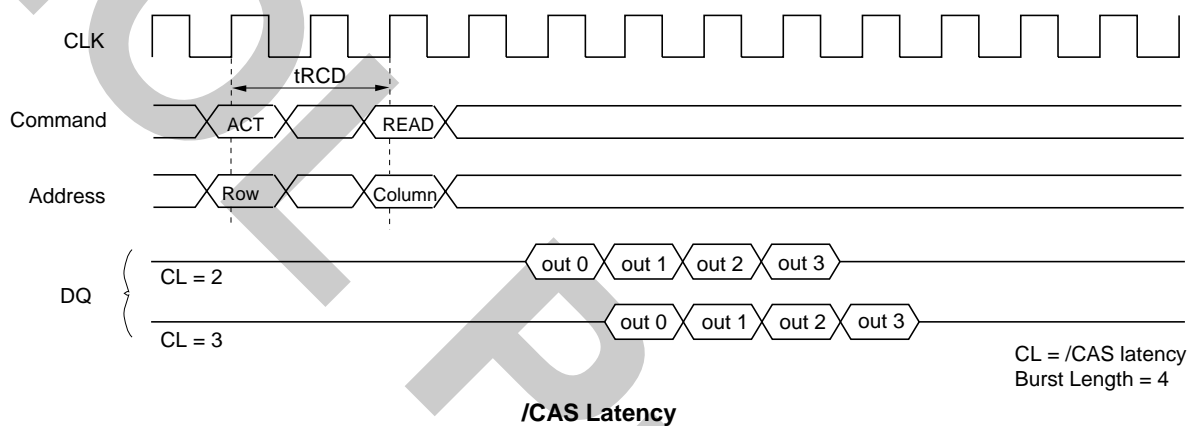 CLK
tRCD
Command
ACT
READ
Address
Row
Column
DQ
CL = 2
out 0 out 1 out 2 out 3
CL = 3
out 0 out 1 out 2 out 3
CL = /CAS latency
Burst Length = 4
/CAS Latency